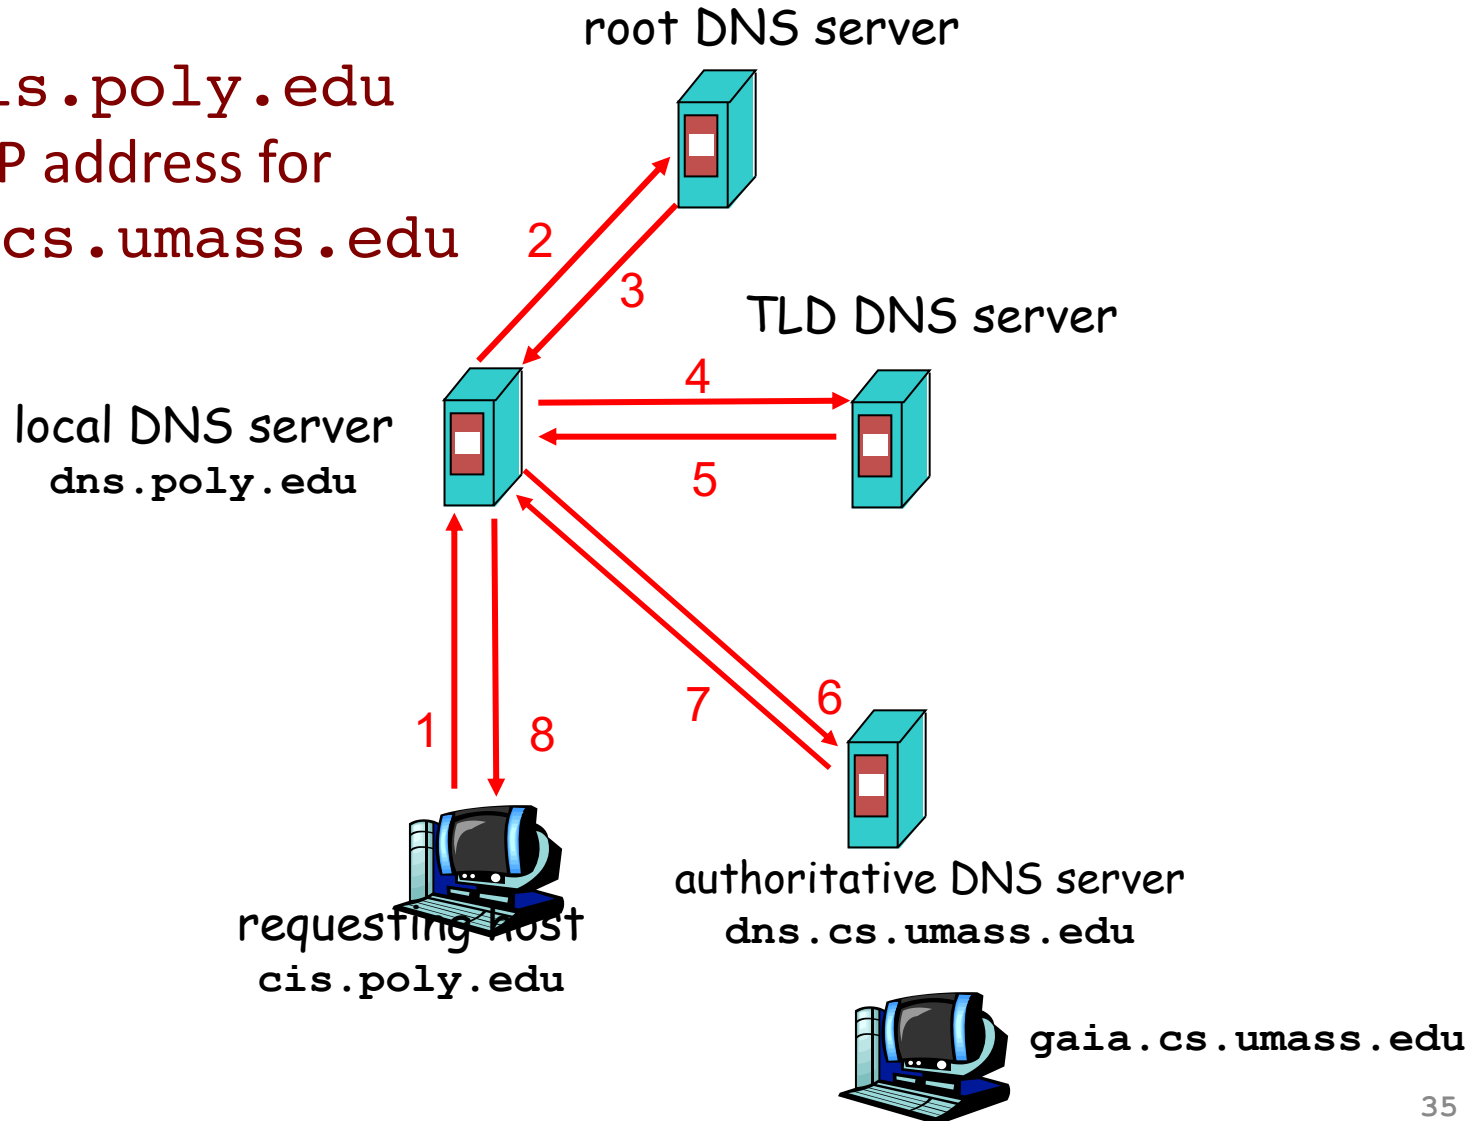 root DNS server
is.poly.edu
P address for
cs.umass.edu
2
3
TLD DNS server
4
local DNS server
dns.poly.edu
5
6
7
1
8
authoritative DNS server
requesting host
dns.cs.umass.edu
cis.poly.edu
gaia.cs.umass.edu
35